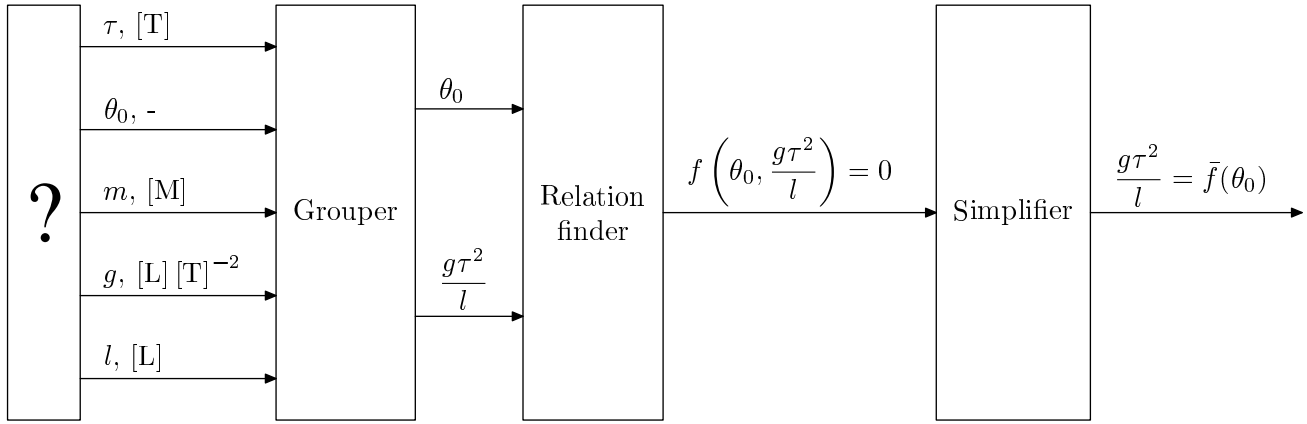 ?
τ, [T]
θ₀, -
m, [M]
g, [L] [T]⁻²
l, [L]
Grouper
θ₀
gτ²/l
Relation
finder
f(θ₀, gτ²/l) = 0
Simplifier
gτ²/l = f̄(θ₀)